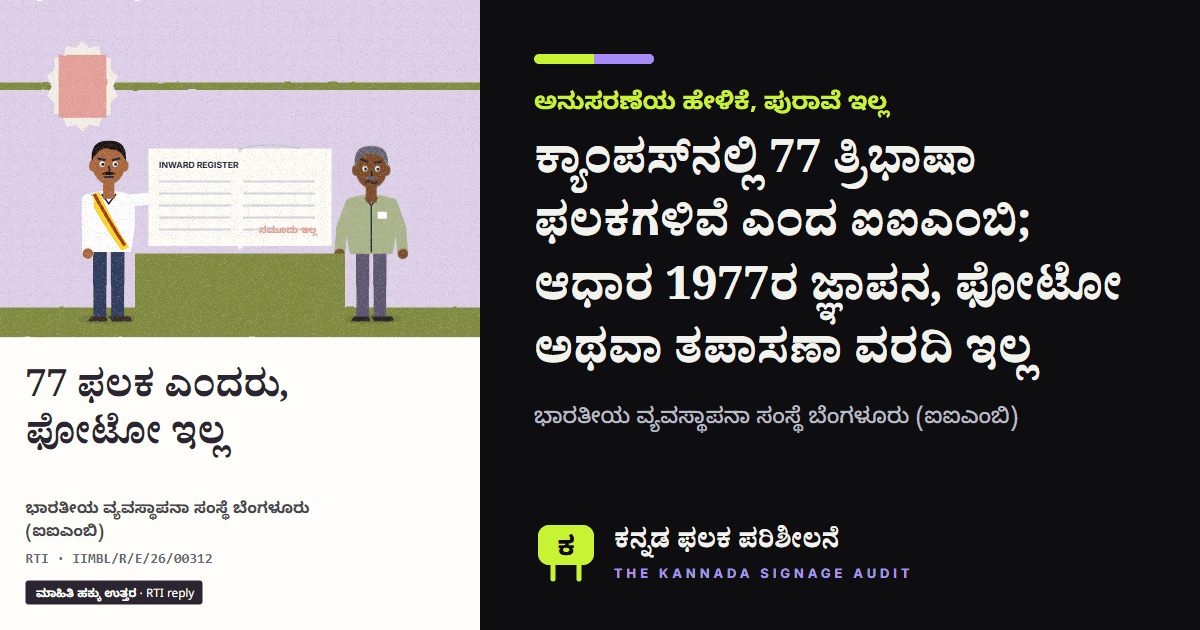 INWARD REGISTER
ನಮೂದು ಇಲ್ಲ
77 ಫಲಕ ಎಂದರು,
ಫೋಟೋ ಇಲ್ಲ
ಭಾರತೀಯ ವ್ಯವಸ್ಥಾಪನಾ ಸಂಸ್ಥೆ ಬೆಂಗಳೂರು
(ಐಐಎಂಬಿ)
RTI · IIMBL/R/E/26/00312
ಮಾಹಿತಿ ಹಕ್ಕು ಉತ್ತರ · RTI reply
ಅನುಸರಣೆಯ ಹೇಳಿಕೆ, ಪುರಾವೆ ಇಲ್ಲ
ಕ್ಯಾಂಪಸ್‌ನಲ್ಲಿ 77 ತ್ರಿಭಾಷಾ
ಫಲಕಗಳಿವೆ ಎಂದ ಐಐಎಂಬಿ;
ಆಧಾರ 1977ರ ಜ್ಞಾಪನ, ಫೋಟೋ
ಅಥವಾ ತಪಾಸಣಾ ವರದಿ ಇಲ್ಲ
ಭಾರತೀಯ ವ್ಯವಸ್ಥಾಪನಾ ಸಂಸ್ಥೆ ಬೆಂಗಳೂರು (ಐಐಎಂಬಿ)
ಕ
ಕನ್ನಡ ಫಲಕ ಪರಿಶೀಲನೆ
THE KANNADA SIGNAGE AUDIT